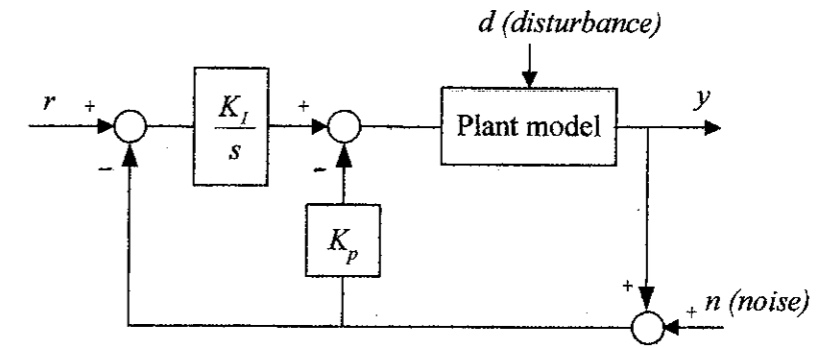 d (disturbance)
r
+
K_I
s
+
Plant model
y
−
−
K_p
+
+
n (noise)